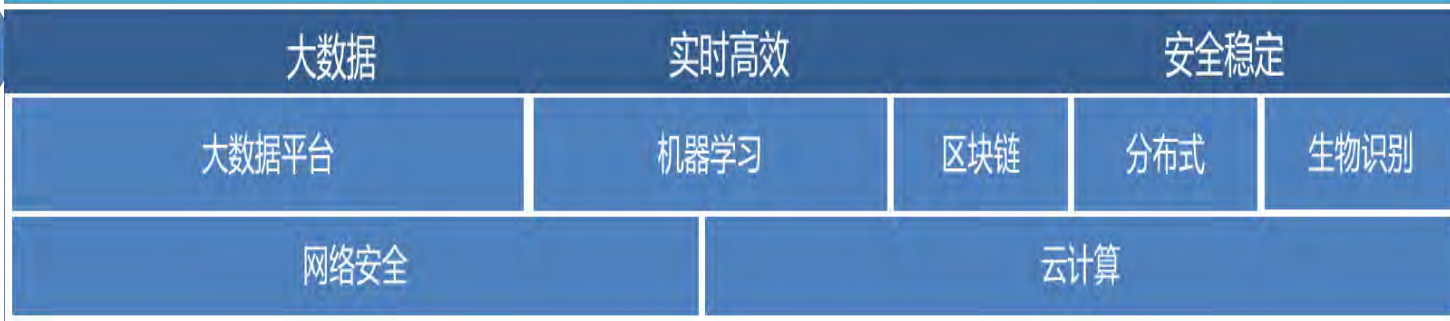 大数据 实时高效 安全稳定
大数据平台 机器学习 区块链 分布式 生物识别
网络安全 云计算